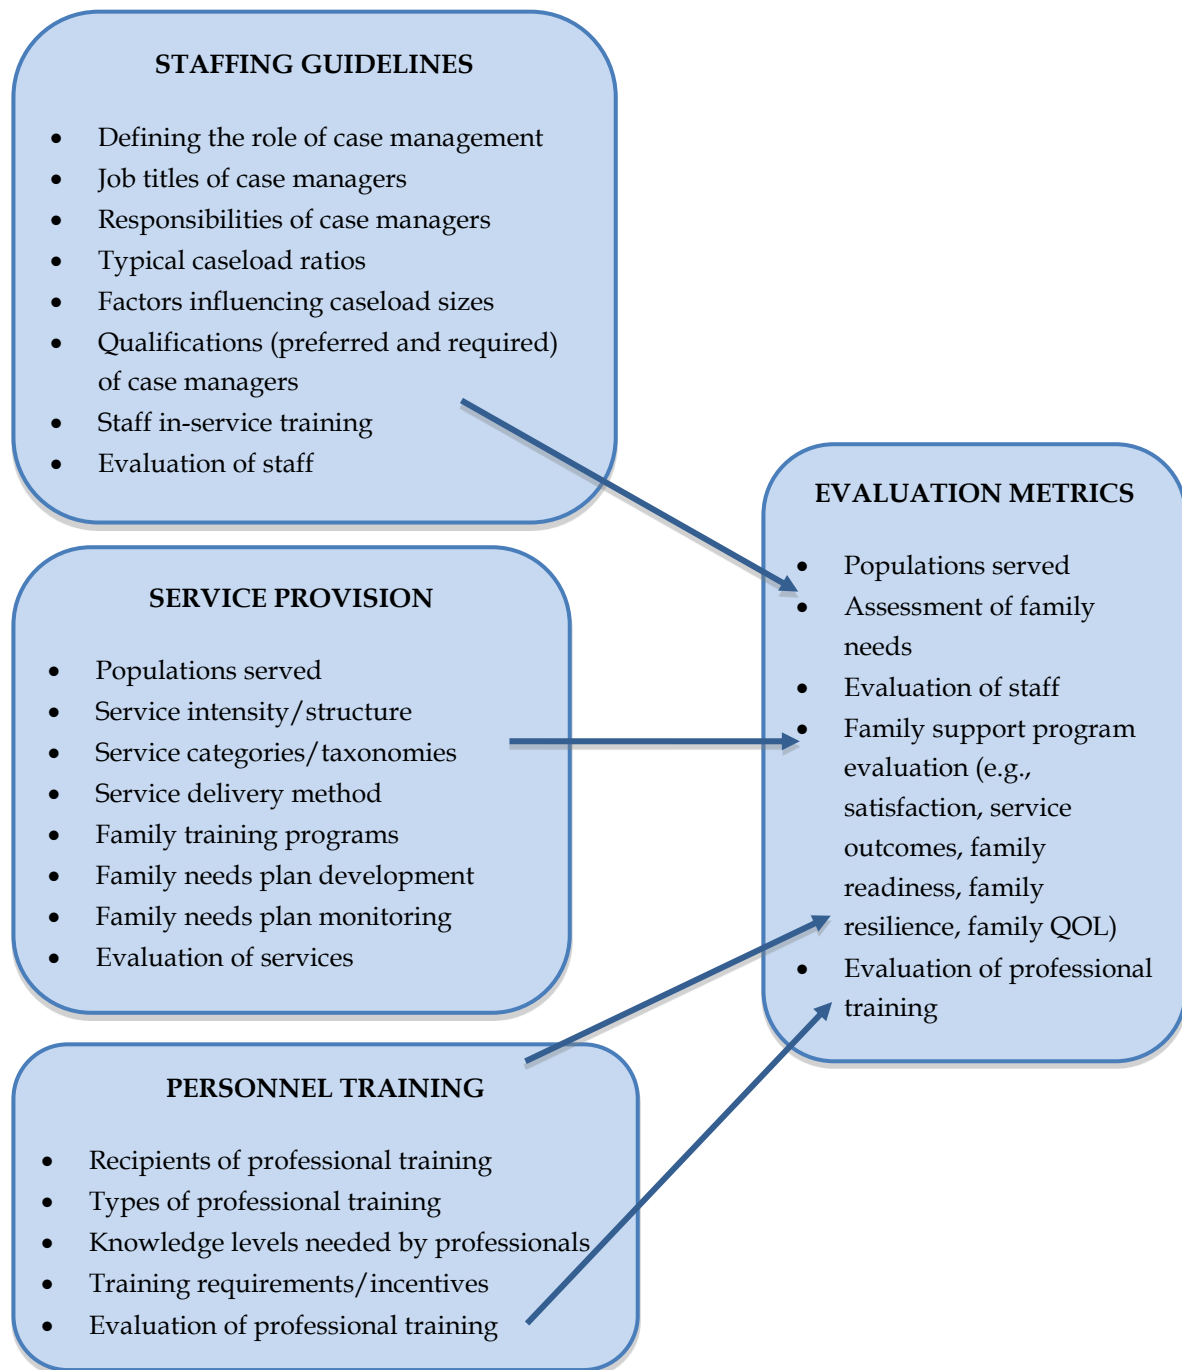 STAFFING GUIDELINES
• Defining the role of case management
• Job titles of case managers
• Responsibilities of case managers
• Typical caseload ratios
• Factors influencing caseload sizes
• Qualifications (preferred and required)
of case managers
• Staff in-service training
• Evaluation of staff
SERVICE PROVISION
• Populations served
• Service intensity/structure
• Service categories/taxonomies
• Service delivery method
• Family training programs
• Family needs plan development
• Family needs plan monitoring
• Evaluation of services
PERSONNEL TRAINING
• Recipients of professional training
• Types of professional training
• Knowledge levels needed by professionals
• Training requirements/incentives
• Evaluation of professional training
EVALUATION METRICS
• Populations served
• Assessment of family
needs
• Evaluation of staff
• Family support program
evaluation (e.g.,
satisfaction, service
outcomes, family
readiness, family
resilience, family QOL)
• Evaluation of professional
training